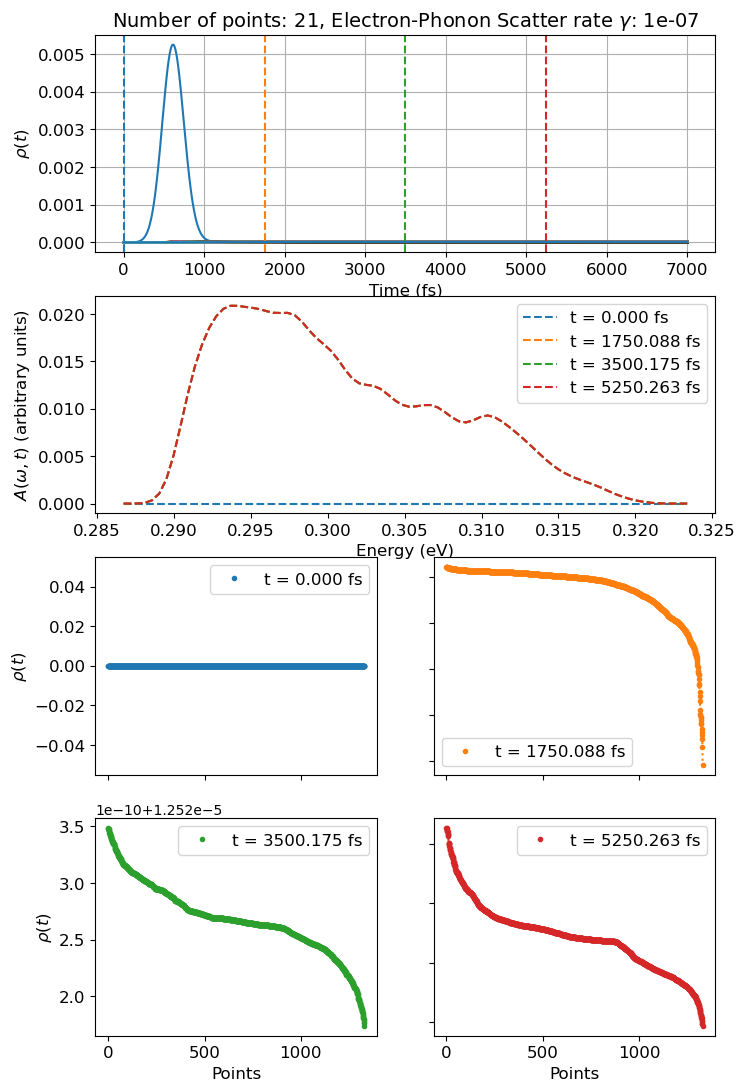 Number of points: 21, Electron-Phonon Scatter rate γ: 1e-07
0.005
0.004
0.003
0.002
0.001
0.000
ρ(t)
0 1000 2000 3000 4000 5000 6000 7000
Time (fs)
0.020
0.015
0.010
0.005
0.000
A(ω, t) (arbitrary units)
t = 0.000 fs
t = 1750.088 fs
t = 3500.175 fs
t = 5250.263 fs
0.285 0.290 0.295 0.300 0.305 0.310 0.315 0.320 0.325
Energy (eV)
0.04
0.02
0.00
−0.02
−0.04
ρ(t)
t = 0.000 fs
t = 1750.088 fs
1e−10+1.252e−5
3.5
3.0
2.5
2.0
ρ(t)
t = 3500.175 fs
0 500 1000
Points
t = 5250.263 fs
0 500 1000
Points